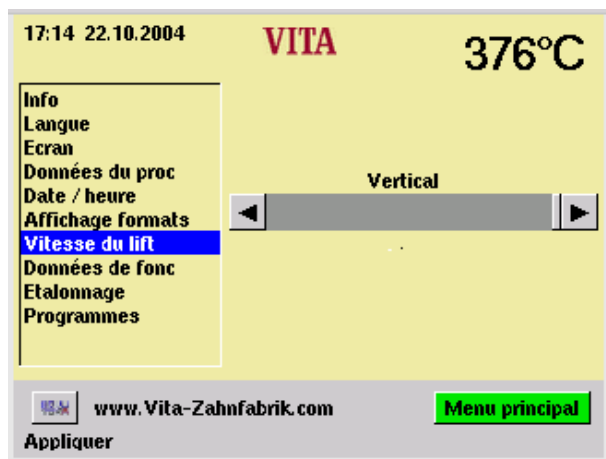 17:14 22.10.2004
VITA
376°C
Info
Langue
Ecran
Données du proc
Date / heure
Affichage formats
Vitesse du lift
Données de fonc
Etalonnage
Programmes
Vertical
www.Vita-Zahnfabrik.com
Menu principal
Appliquer